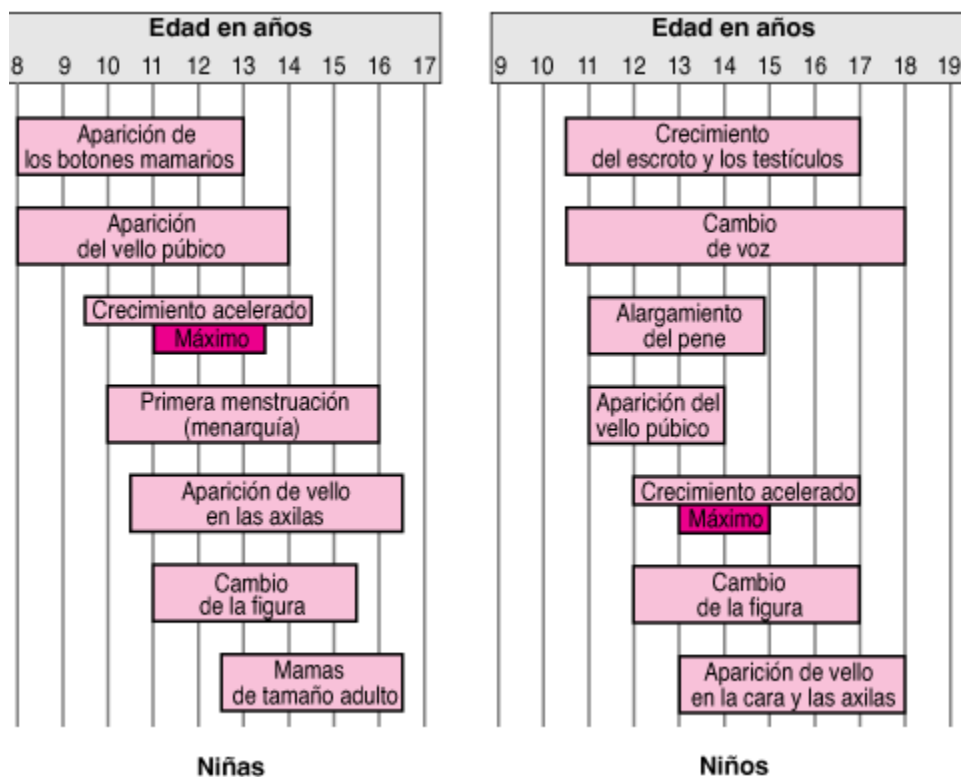 Edad en años
8 9 10 11 12 13 14 15 16 17
Aparición de
los botones mamarios
Aparición
del vello púbico
Crecimiento acelerado
Máximo
Primera menstruación
(menarquía)
Aparición de vello
en las axilas
Cambio
de la figura
Mamas
de tamaño adulto
Niñas
Edad en años
9 10 11 12 13 14 15 16 17 18 19
Crecimiento
del escroto y los testículos
Cambio
de voz
Alargamiento
del pene
Aparición del
vello púbico
Crecimiento acelerado
Máximo
Cambio
de la figura
Aparición de vello
en la cara y las axilas
Niños